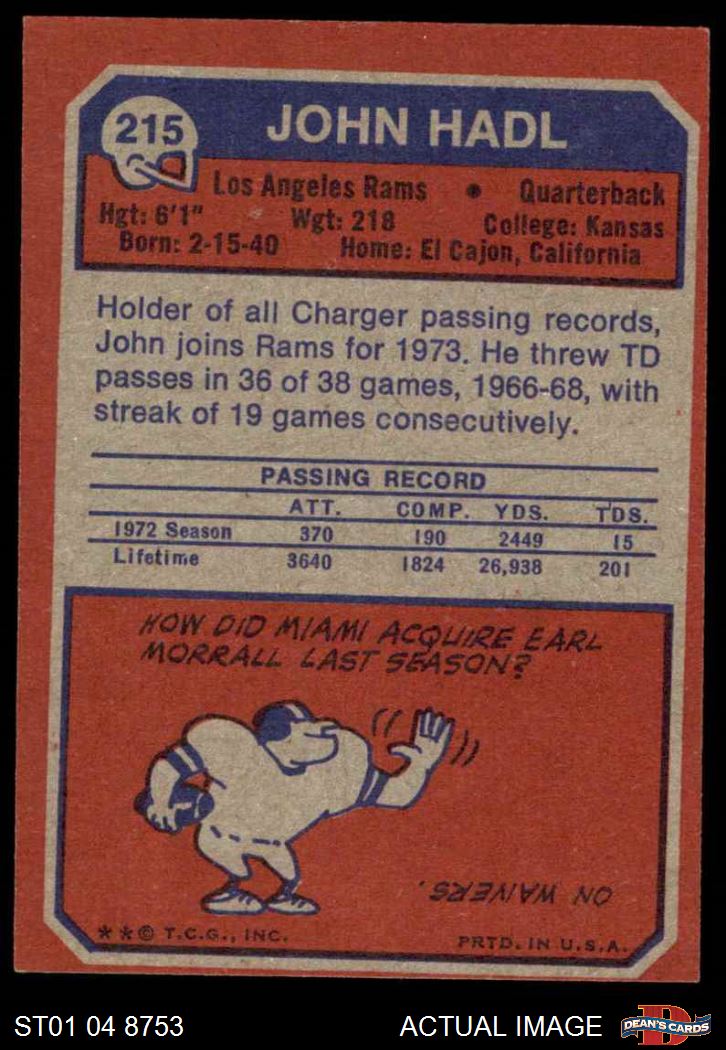 215
JOHN HADL
Los Angeles Rams • Quarterback
Hgt: 6'1" Wgt: 218 College: Kansas
Born: 2-15-40 Home: El Cajon, California
Holder of all Charger passing records,
John joins Rams for 1973. He threw TD
passes in 36 of 38 games, 1966-68, with
streak of 19 games consecutively.
PASSING RECORD
ATT. COMP. YDS. TDS.
1972 Season 370 190 2449 15
Lifetime 3640 1824 26,938 201
HOW DID MIAMI ACQUIRE EARL
MORRALL LAST SEASON?
ON WAIVERS.
**© T.C.G., INC. PRTD. IN U.S.A.
ST01 04 8753 ACTUAL IMAGE
D
DEAN'S CARDS